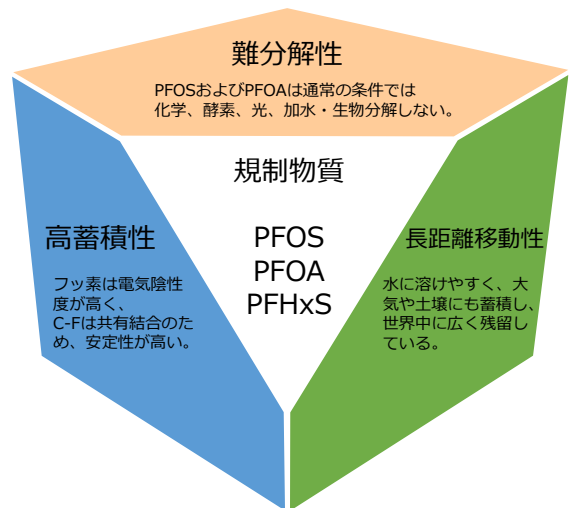 難分解性
PFOSおよびPFOAは通常の条件では
化学、酵素、光、加水・生物分解しない。
規制物質
PFOS
PFOA
PFHxS
高蓄積性
フッ素は電気陰性
度が高く、
C-Fは共有結合のた
め、安定性が高い。
長距離移動性
水に溶けやすく、大
気や土壌にも蓄積し、
世界中に広く残留し
ている。